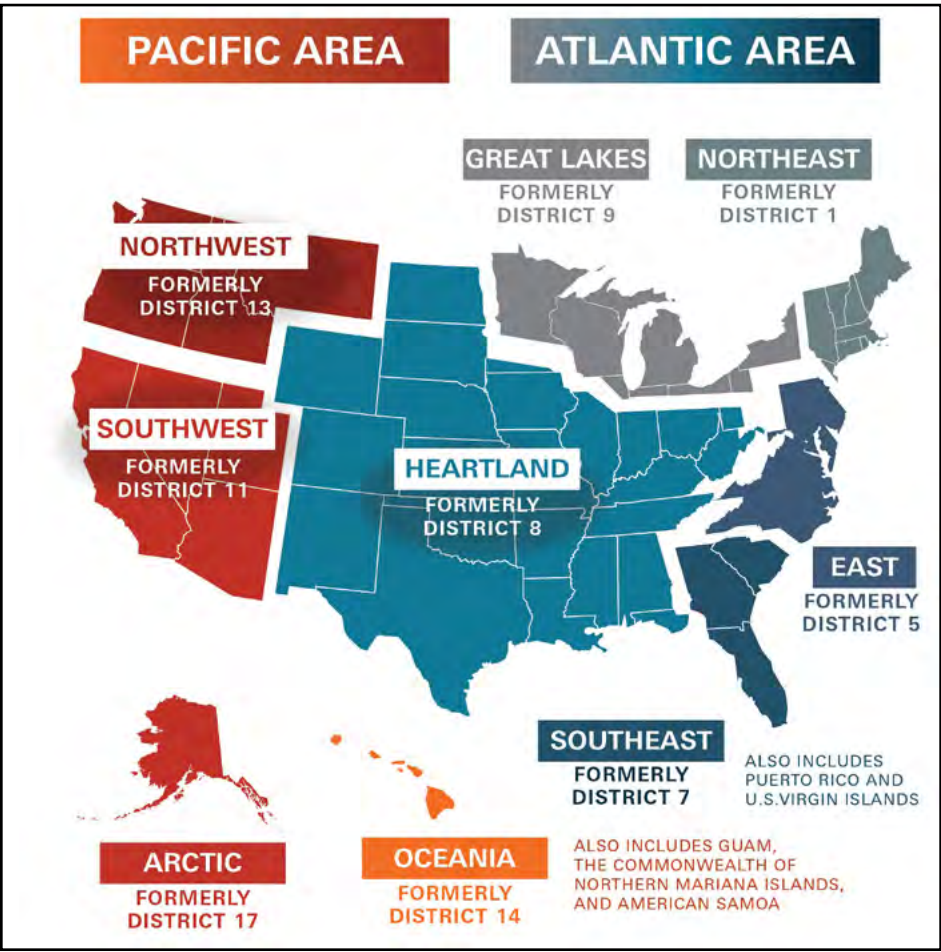 PACIFIC AREA
ATLANTIC AREA
GREAT LAKES
FORMERLY
DISTRICT 9
NORTHEAST
FORMERLY
DISTRICT 1
NORTHWEST
FORMERLY
DISTRICT 13
SOUTHWEST
FORMERLY
DISTRICT 11
HEARTLAND
FORMERLY
DISTRICT 8
EAST
FORMERLY
DISTRICT 5
SOUTHEAST
FORMERLY
DISTRICT 7
ALSO INCLUDES
PUERTO RICO AND
U.S.VIRGIN ISLANDS
ARCTIC
FORMERLY
DISTRICT 17
OCEANIA
FORMERLY
DISTRICT 14
ALSO INCLUDES GUAM,
THE COMMONWEALTH OF
NORTHERN MARIANA ISLANDS,
AND AMERICAN SAMOA